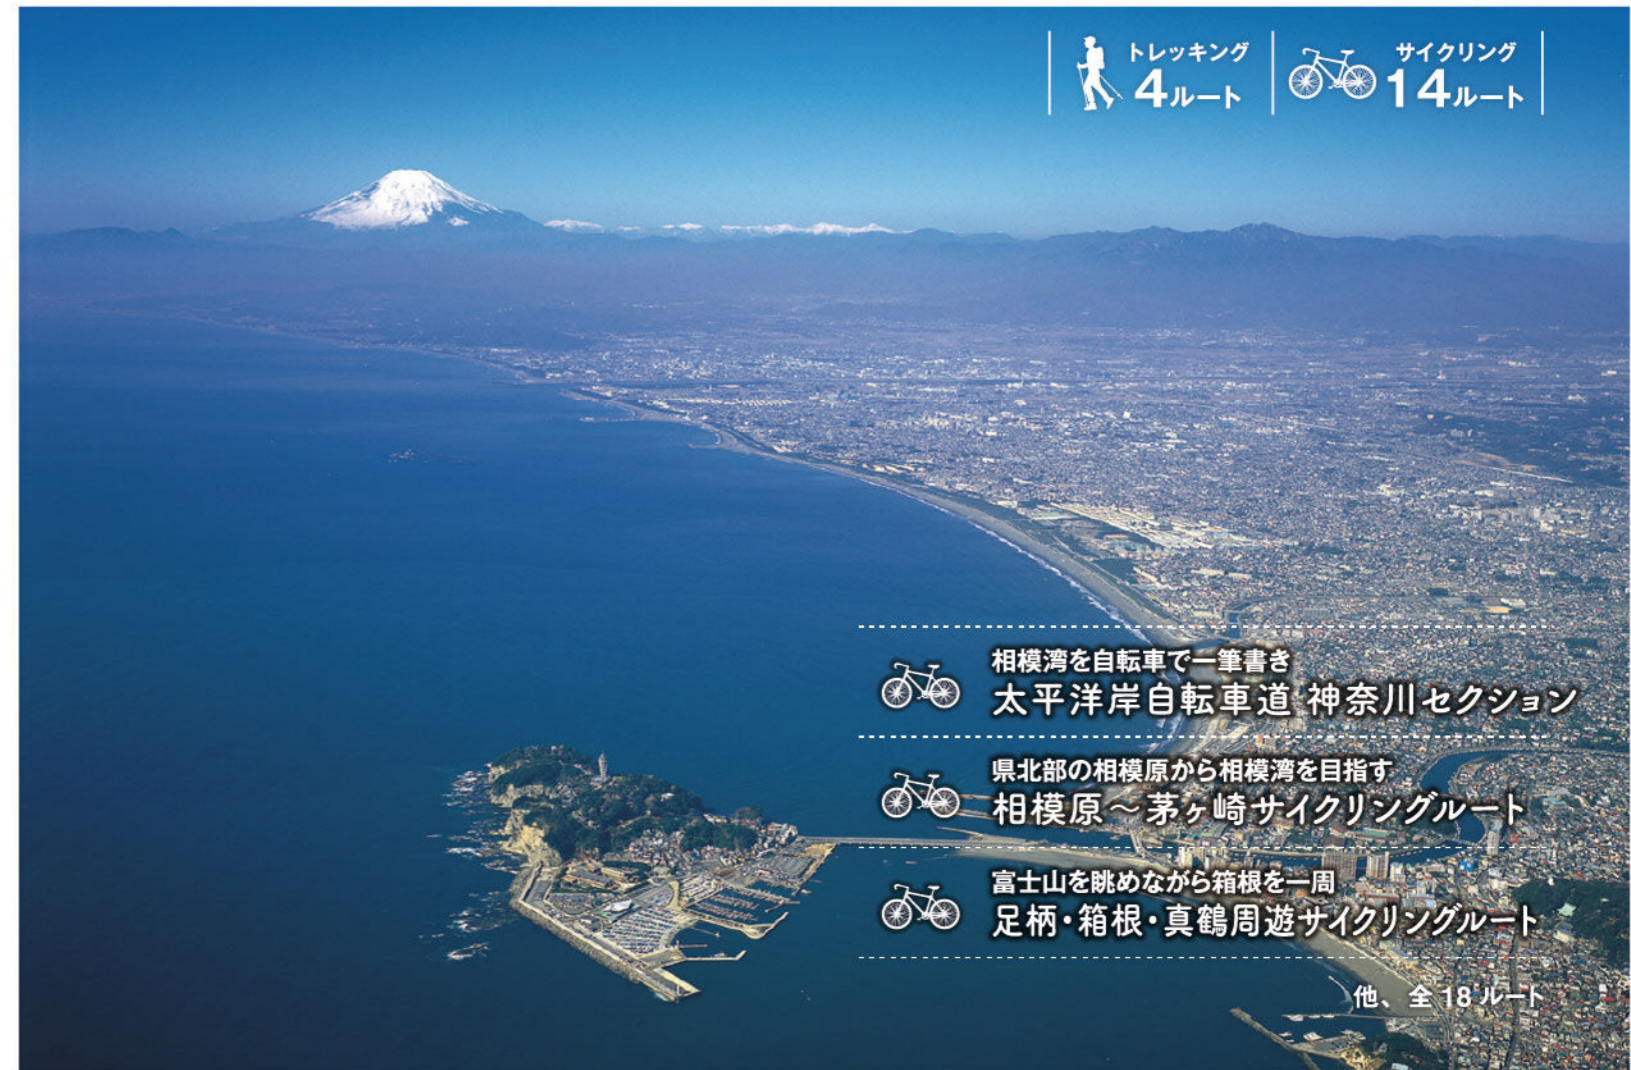 トレッキング
4ルート
サイクリング
14ルート
相模湾を自転車で一筆書き
太平洋岸自転車道 神奈川セクション
県北部の相模原から相模湾を目指す
相模原～茅ヶ崎サイクリングルート
富士山を眺めながら箱根を一周
足柄・箱根・真鶴周遊サイクリングルート
他、全18ルート